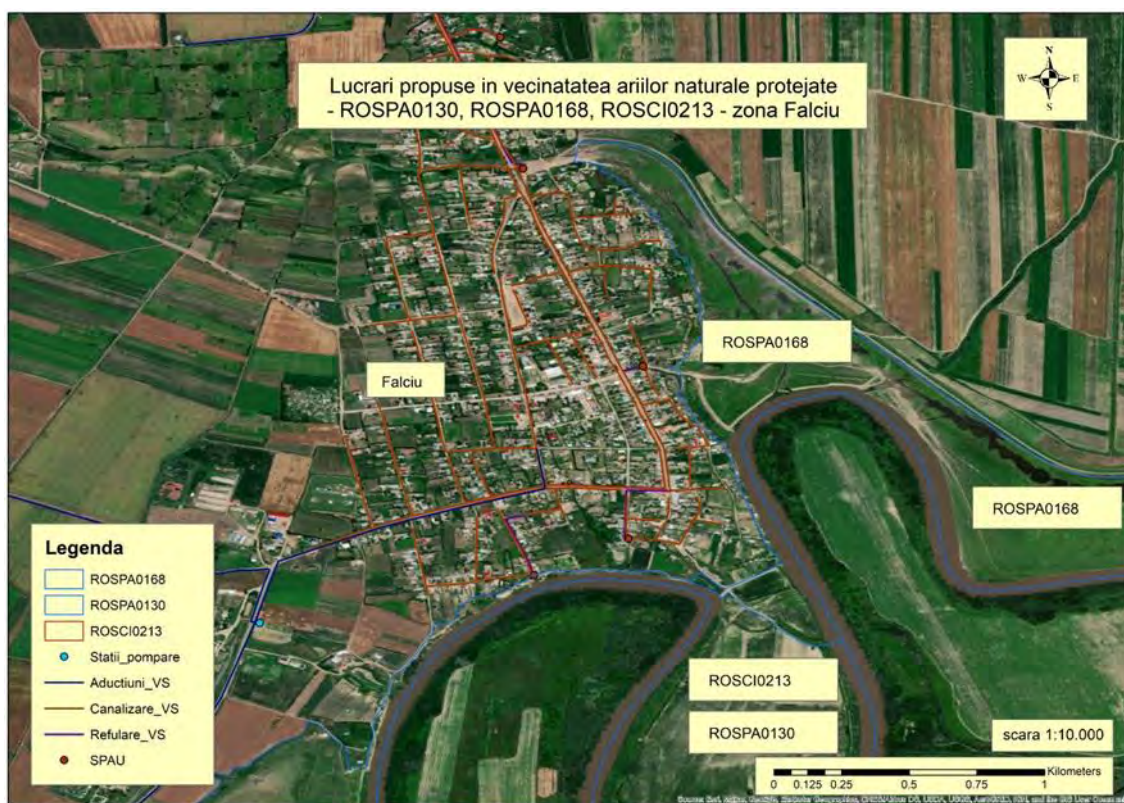 Lucrari propuse in vecinatatea ariilor naturale protejate
- ROSPA0130, ROSPA0168, ROSCI0213 - zona Falciu
N
W E
S
ROSPA0168
Falciu
ROSPA0168
Legenda
ROSPA0168
ROSPA0130
ROSCI0213
Statii_pompare
Aductiuni_VS
Canalizare_VS
Refulare_VS
SPAU
ROSCI0213
ROSPA0130
scara 1:10.000
Kilometers
0 0.125 0.25 0.5 0.75 1